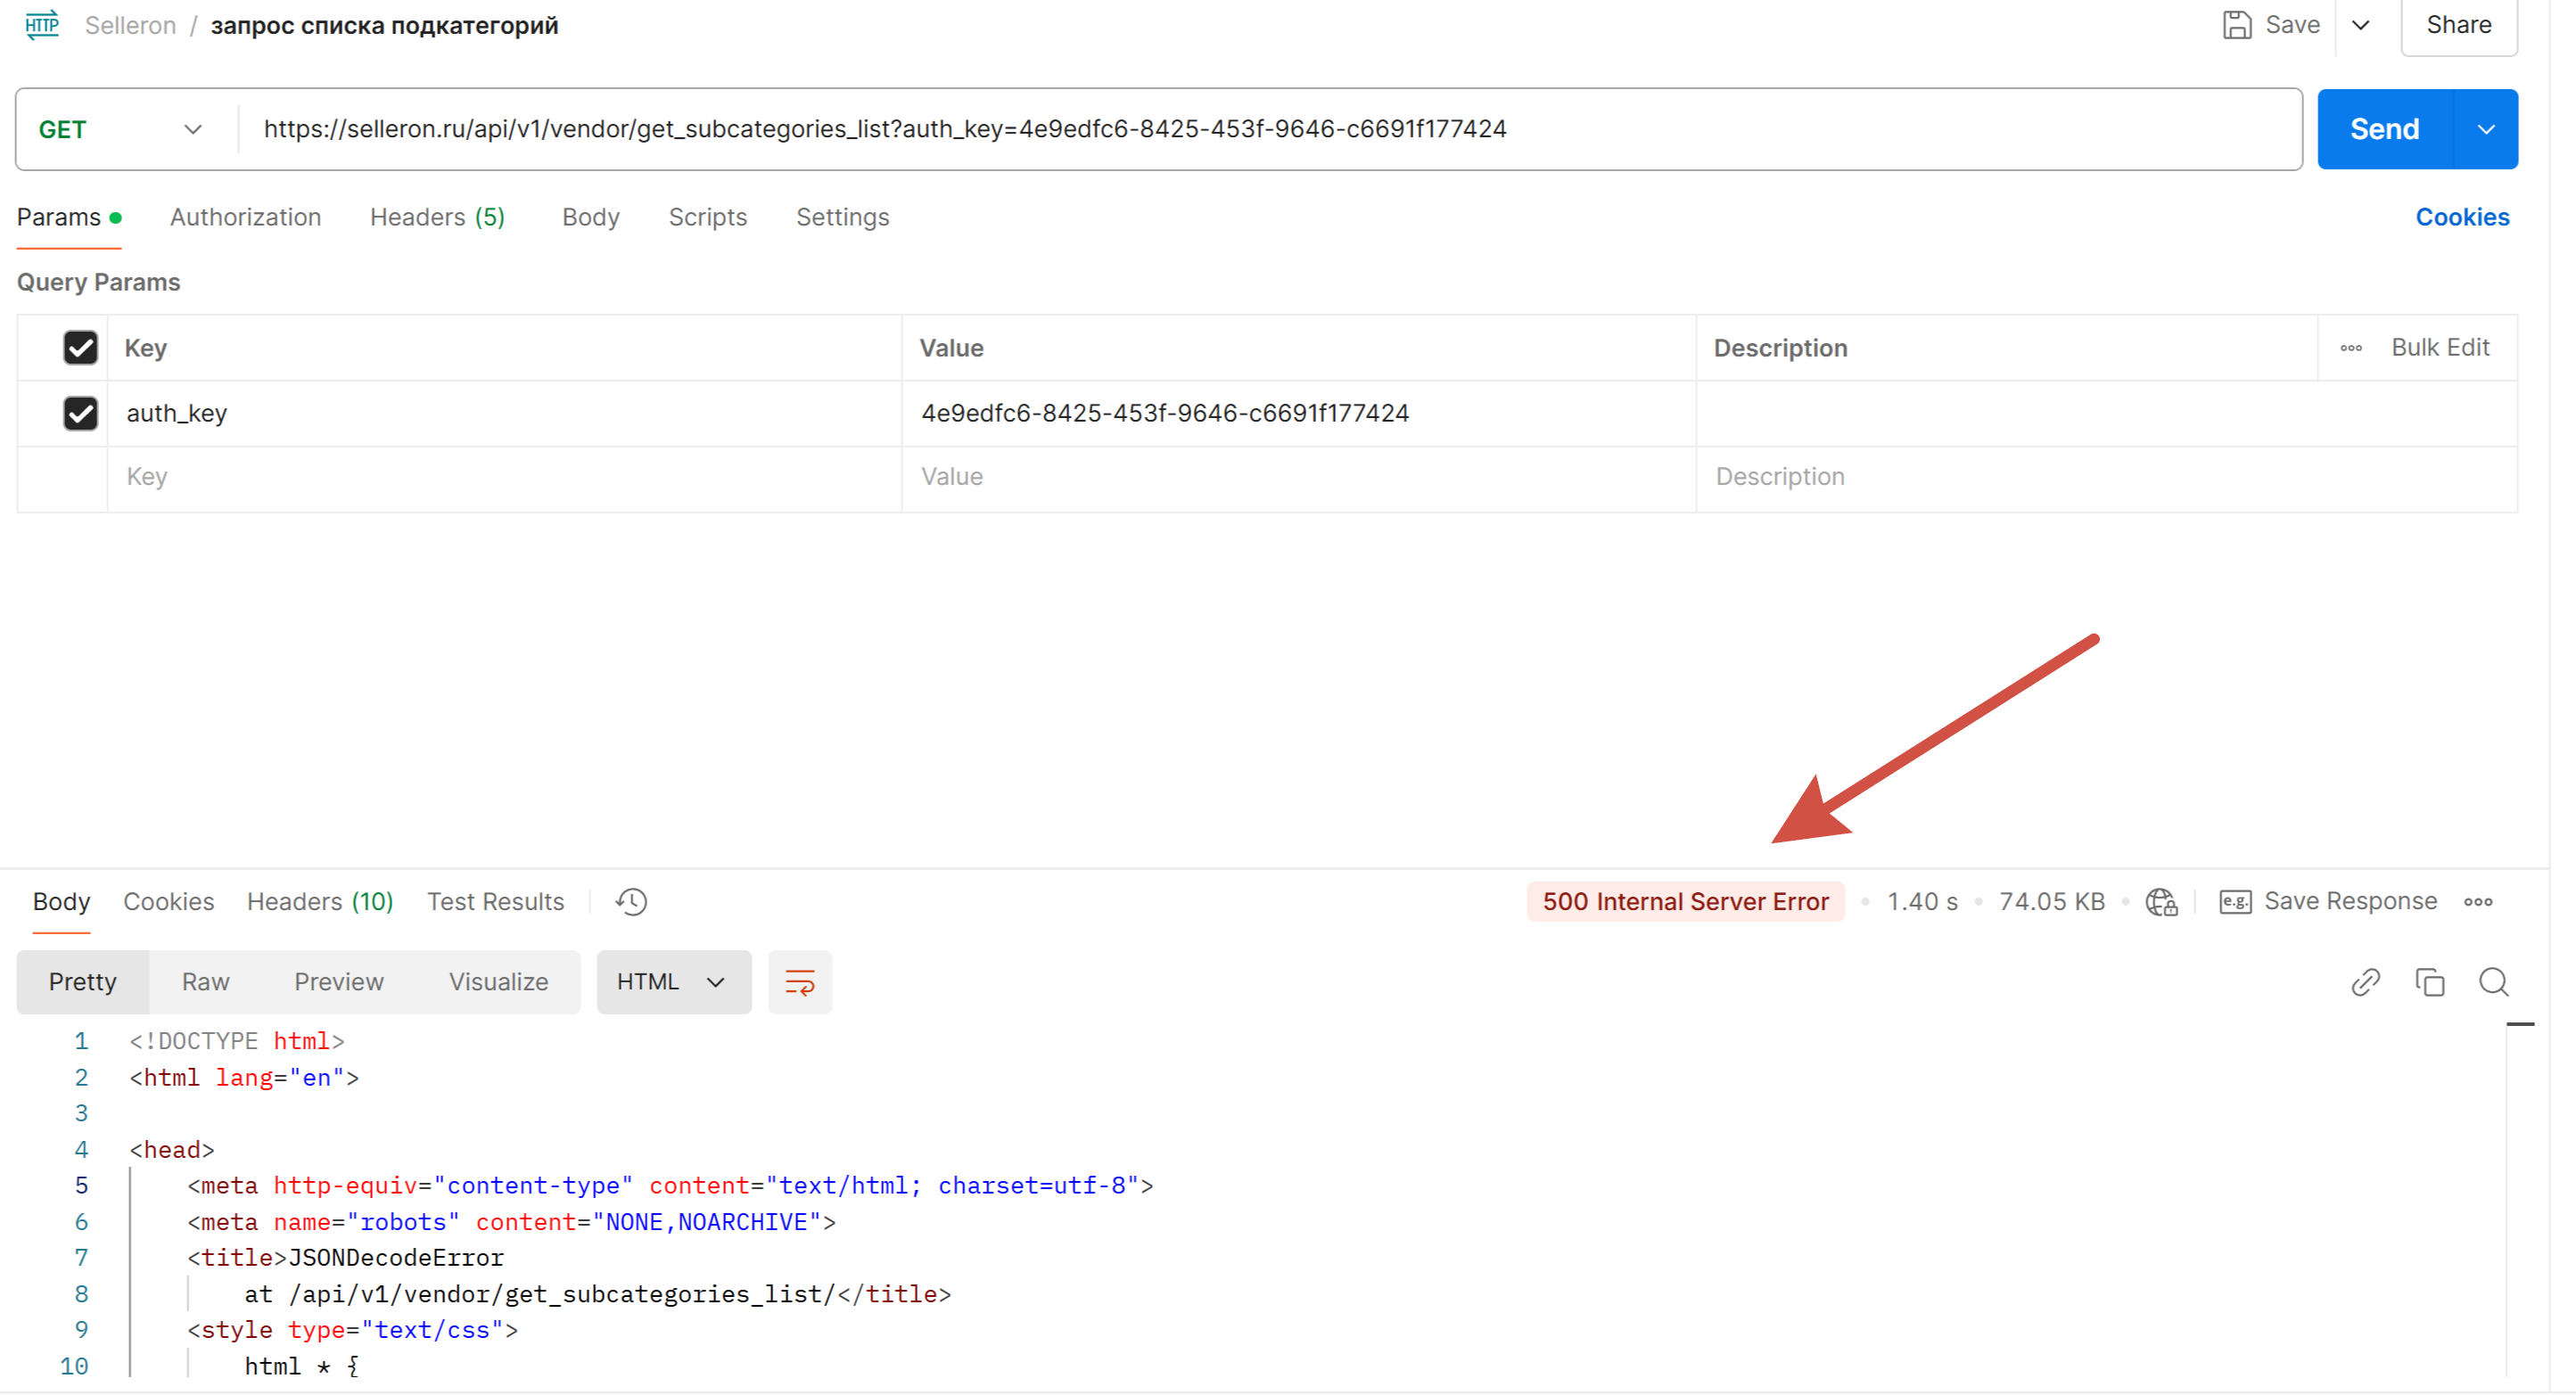 HTTP Selleron / запрос списка подкатегорий Save Share
GET https://selleron.ru/api/v1/vendor/get_subcategories_list?auth_key=4e9edfc6-8425-453f-9646-c6691f177424 Send
Params Authorization Headers (5) Body Scripts Settings Cookies
Query Params
Key Value Description Bulk Edit
auth_key 4e9edfc6-8425-453f-9646-c6691f177424
Key Value Description
Body Cookies Headers (10) Test Results 500 Internal Server Error • 1.40 s • 74.05 KB • e.g. Save Response
Pretty Raw Preview Visualize HTML
1 <!DOCTYPE html>
2 <html lang="en">
3
4 <head>
5 <meta http-equiv="content-type" content="text/html; charset=utf-8">
6 <meta name="robots" content="NONE,NOARCHIVE">
7 <title>JSONDecodeError
8 at /api/v1/vendor/get_subcategories_list/</title>
9 <style type="text/css">
10 html * {